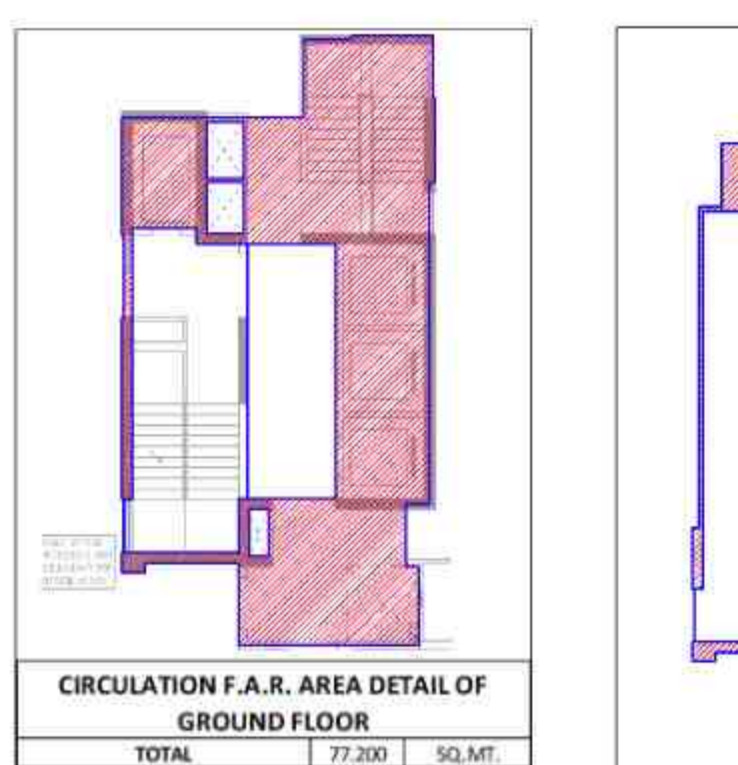 CIRCULATION F.A.R. AREA DETAIL OF
GROUND FLOOR
TOTAL 77.200 SQ.MT.